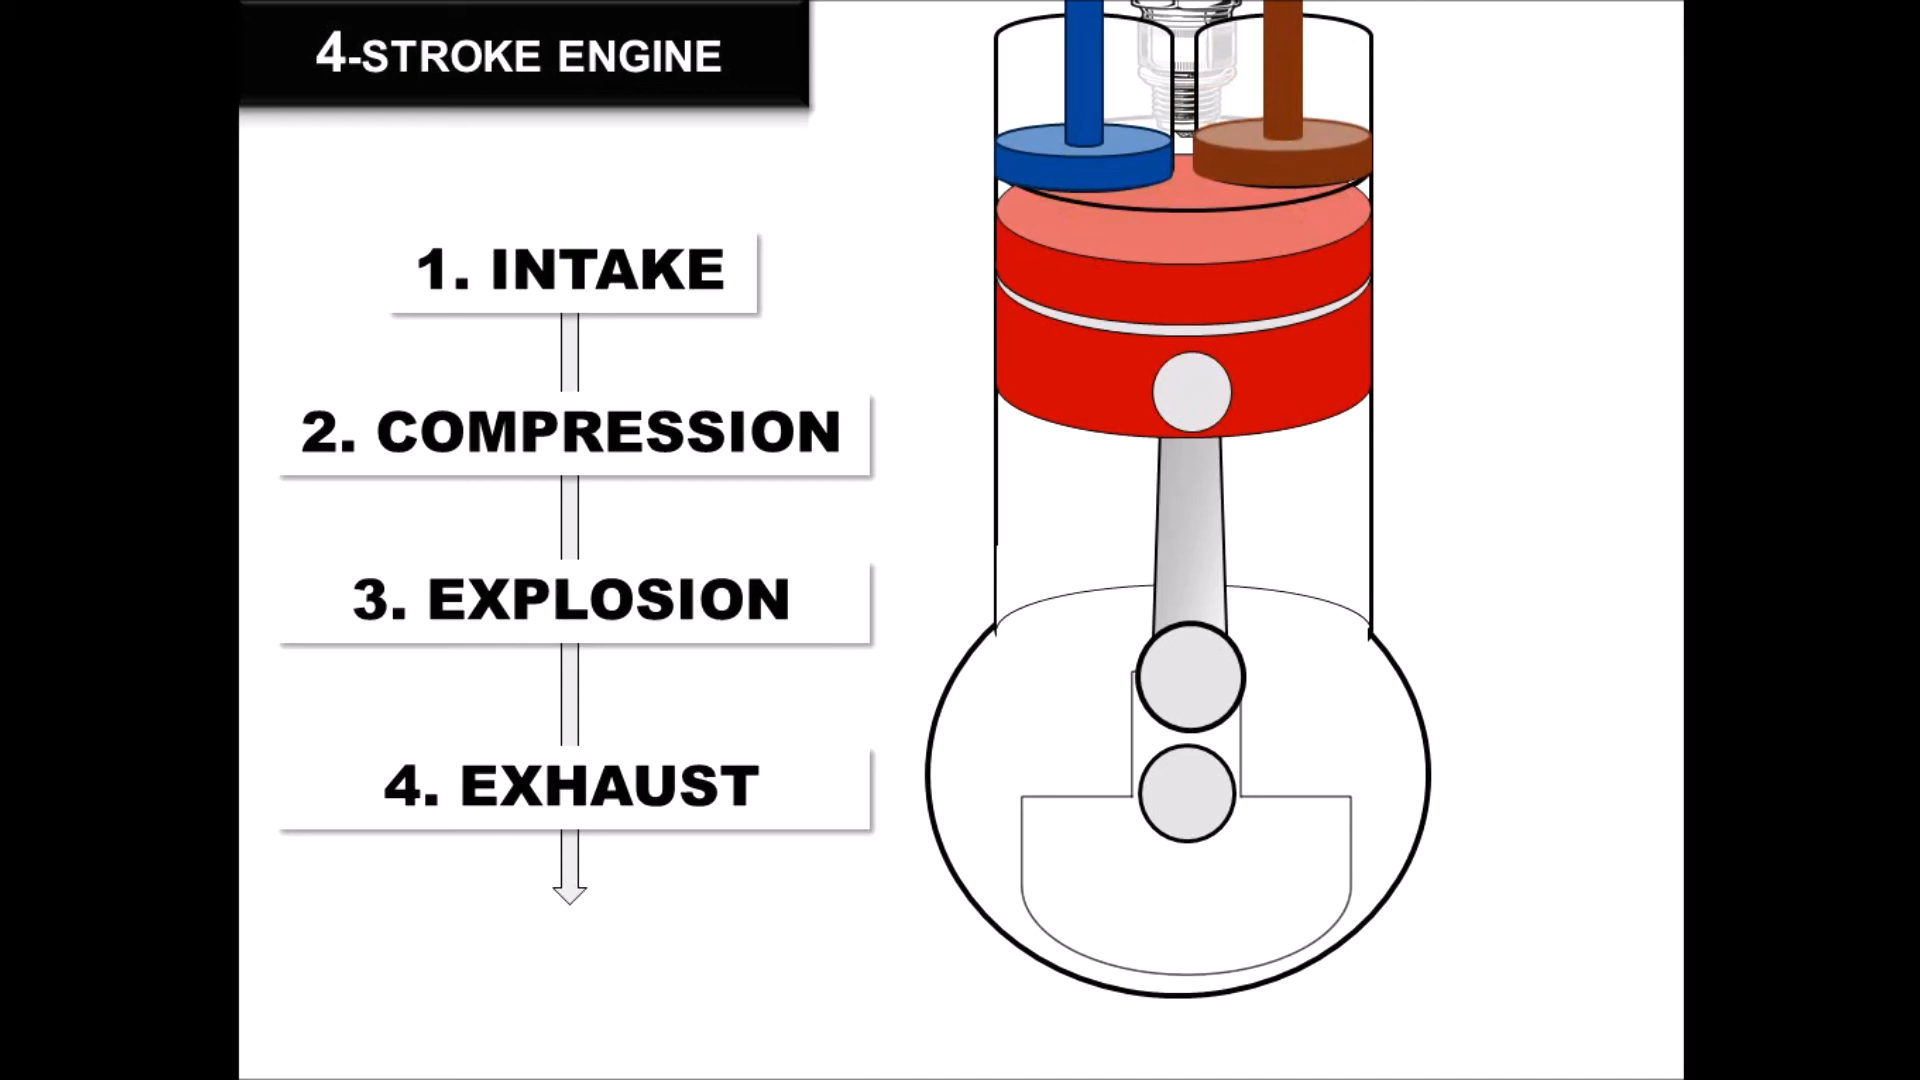 4-STROKE ENGINE
1. INTAKE
2. COMPRESSION
3. EXPLOSION
4. EXHAUST